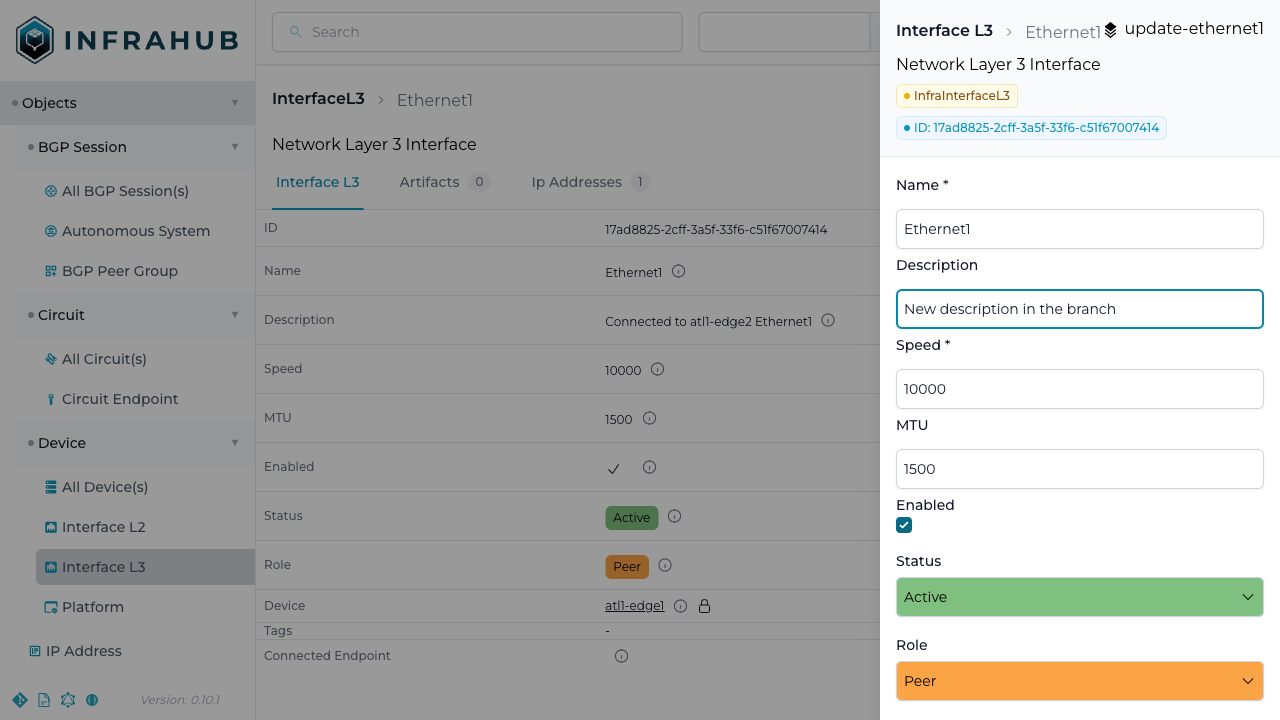 INFRAHUB
Objects
BGP Session
All BGP Session(s)
Autonomous System
BGP Peer Group
Circuit
All Circuit(s)
Circuit Endpoint
Device
All Device(s)
Interface L2
Interface L3
Platform
IP Address
Version: 0.10.1
Search
InterfaceL3 > Ethernet1
Network Layer 3 Interface
Interface L3 Artifacts 0 Ip Addresses 1
ID 17ad8825-2cff-3a5f-33f6-c51f67007414
Name Ethernet1
Description Connected to atl1-edge2 Ethernet1
Speed 10000
MTU 1500
Enabled
Status Active
Role Peer
Device atl1-edge1
Tags -
Connected Endpoint
Interface L3 > Ethernet1 update-ethernet1
Network Layer 3 Interface
InfraInterfaceL3
ID: 17ad8825-2cff-3a5f-33f6-c51f67007414
Name *
Ethernet1
Description
New description in the branch
Speed *
10000
MTU
1500
Enabled
Status
Active
Role
Peer